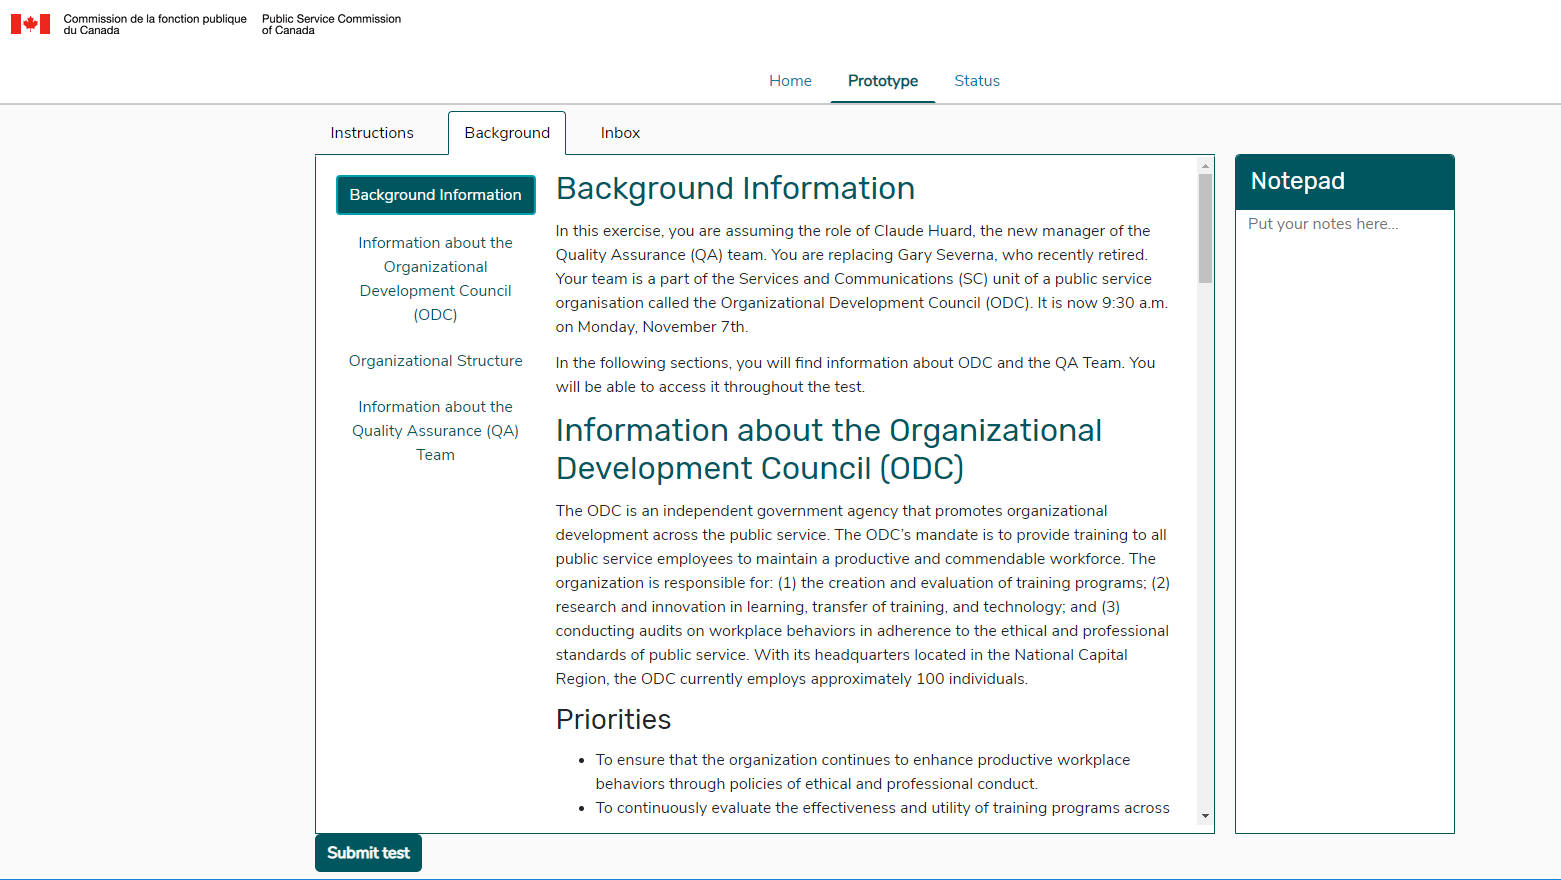 Commission de la fonction publique
du Canada
Public Service Commission
of Canada
Home
Prototype
Status
Instructions
Background
Inbox
Background Information
Information about the
Organizational
Development Council
(ODC)
Organizational Structure
Information about the
Quality Assurance (QA)
Team
Background Information
In this exercise, you are assuming the role of Claude Huard, the new manager of the
Quality Assurance (QA) team. You are replacing Gary Severna, who recently retired.
Your team is a part of the Services and Communications (SC) unit of a public service
organisation called the Organizational Development Council (ODC). It is now 9:30 a.m.
on Monday, November 7th.
In the following sections, you will find information about ODC and the QA Team. You
will be able to access it throughout the test.
Information about the Organizational
Development Council (ODC)
The ODC is an independent government agency that promotes organizational
development across the public service. The ODC’s mandate is to provide training to all
public service employees to maintain a productive and commendable workforce. The
organization is responsible for: (1) the creation and evaluation of training programs; (2)
research and innovation in learning, transfer of training, and technology; and (3)
conducting audits on workplace behaviors in adherence to the ethical and professional
standards of public service. With its headquarters located in the National Capital
Region, the ODC currently employs approximately 100 individuals.
Priorities
• To ensure that the organization continues to enhance productive workplace
behaviors through policies of ethical and professional conduct.
• To continuously evaluate the effectiveness and utility of training programs across
Notepad
Put your notes here...
Submit test